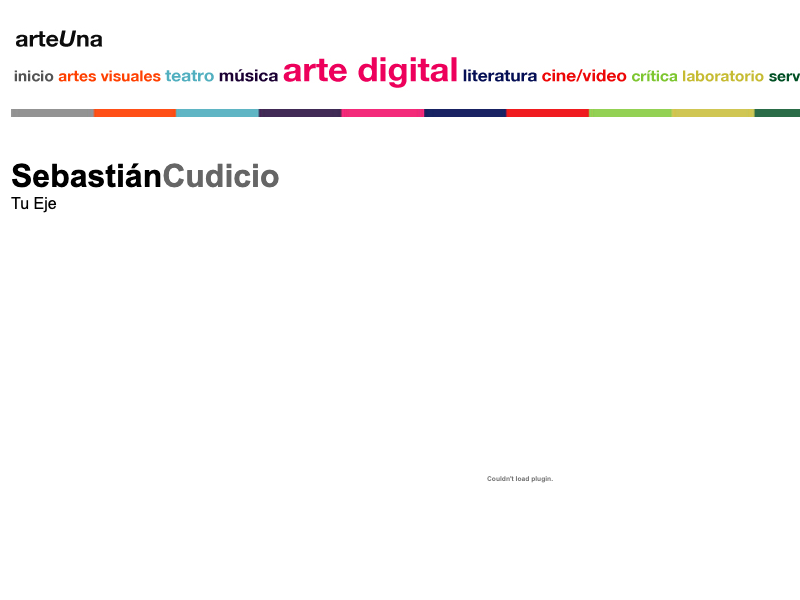 arteUna
inicio artes visuales teatro música arte digital literatura cine/video crítica laboratorio serv
SebastiánCudicio
Tu Eje
Couldn't load plugin.